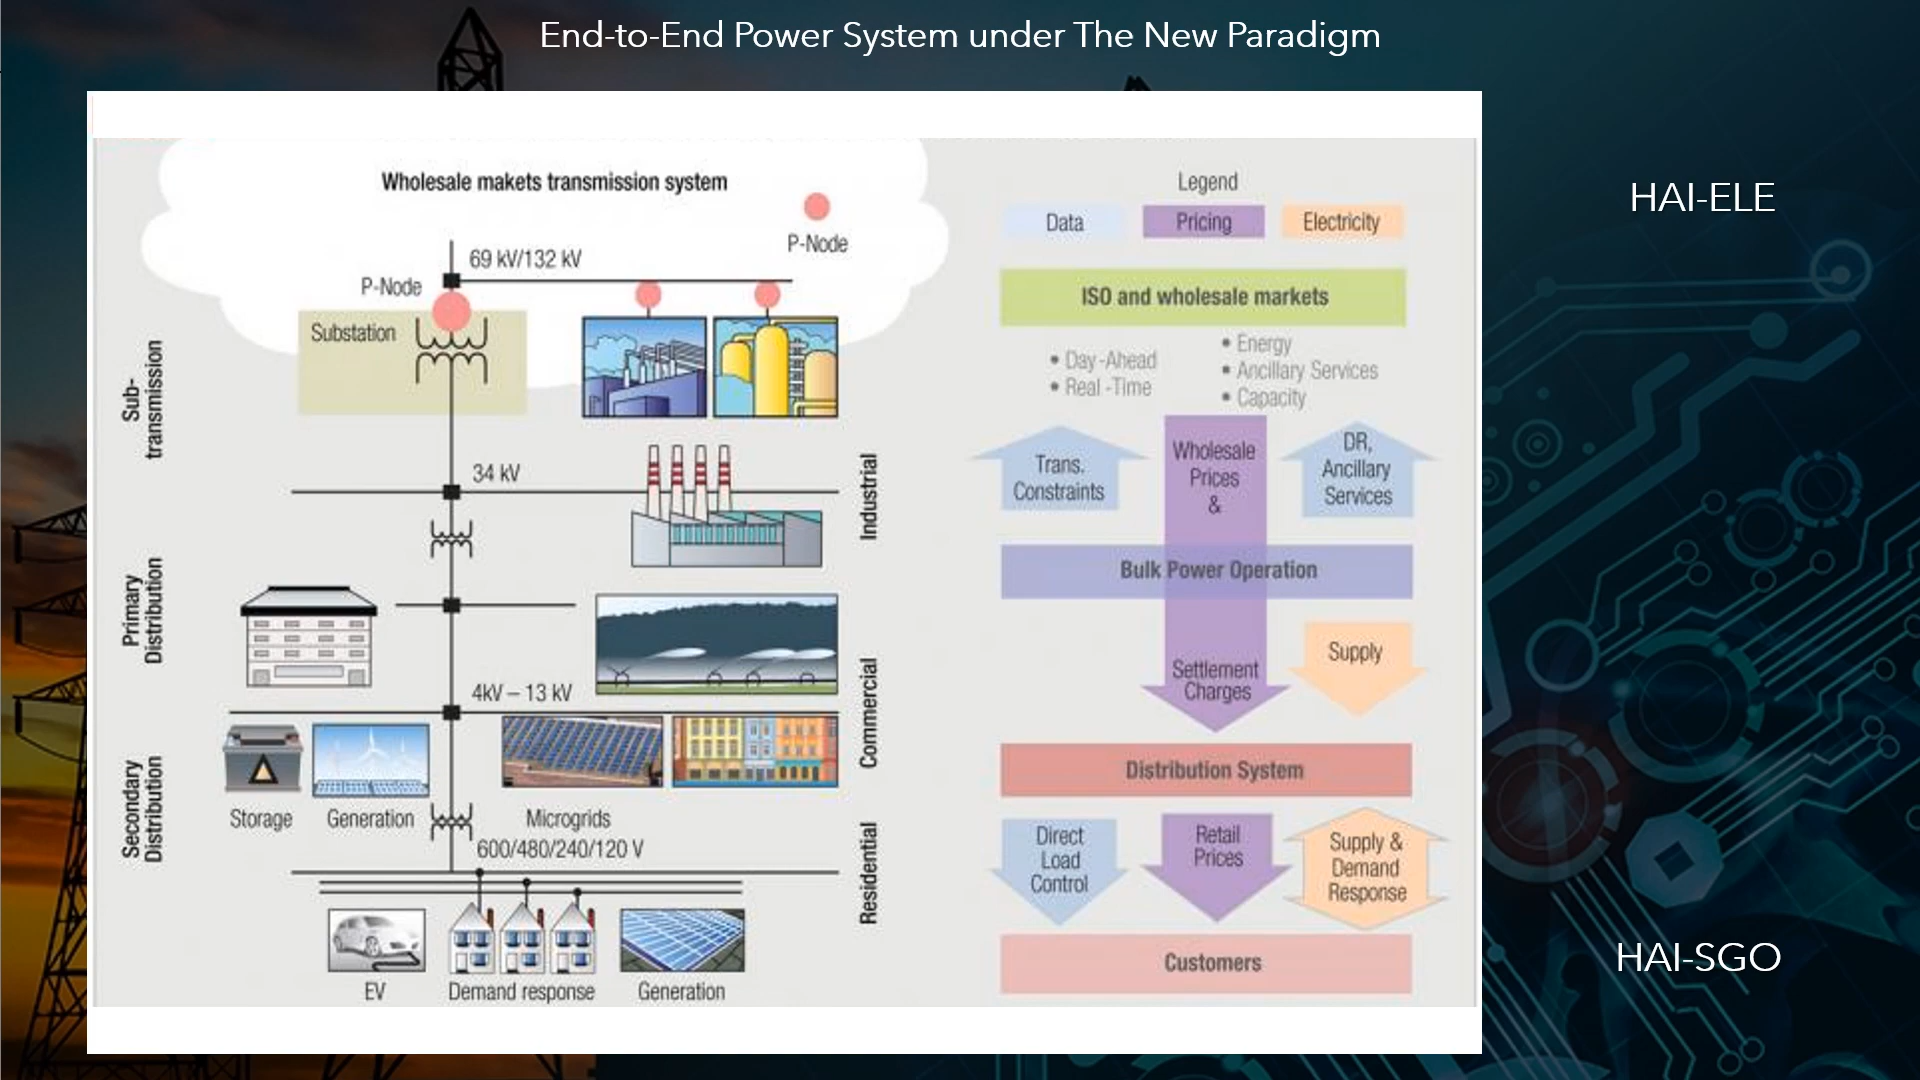 End-to-End Power System under The New Paradigm
Wholesale makets transmission system
P-Node
69 kV/132 kV
P-Node
Substation
Sub-
transmission
34 kV
Industrial
Primary
Distribution
4kV – 13 kV
Commercial
Secondary
Distribution
Storage
Generation
Microgrids
600/480/240/120 V
Residential
EV
Demand response
Generation
Legend
Data
Pricing
Electricity
ISO and wholesale markets
• Day -Ahead
• Real -Time
• Energy
• Ancillary Services
• Capacity
Trans.
Constraints
Wholesale
Prices
&
DR,
Ancillary
Services
Bulk Power Operation
Settlement
Charges
Supply
Distribution System
Direct
Load
Control
Retail
Prices
Supply &
Demand
Response
Customers
HAI-ELE
HAI-SGO